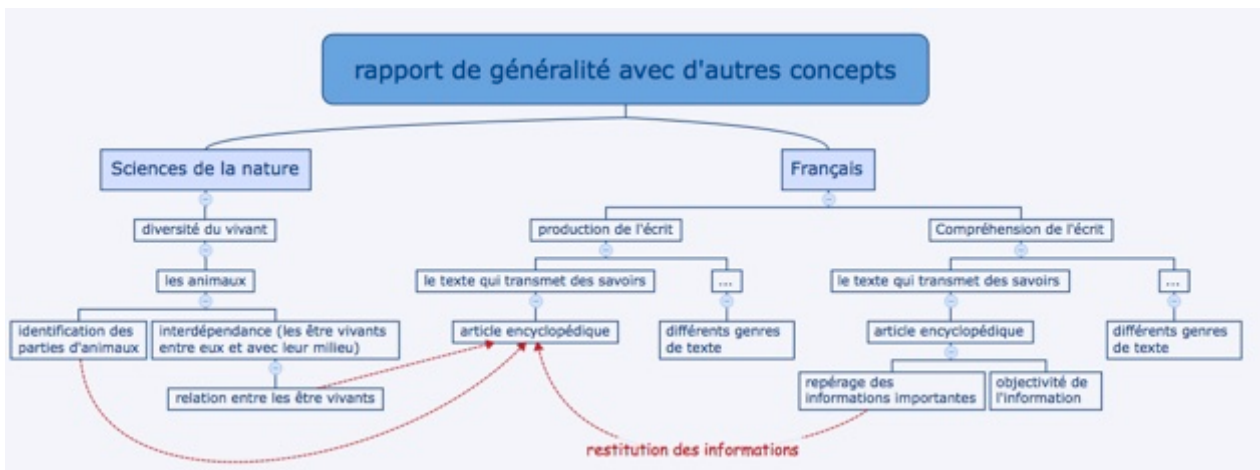 rapport de généralité avec d'autres concepts
Sciences de la nature
Français
diversité du vivant
production de l'écrit
Compréhension de l'écrit
les animaux
le texte qui transmet des savoirs
...
le texte qui transmet des savoirs
...
identification des
parties d'animaux
interdépendance (les être vivants
entre eux et avec leur milieu)
article encyclopédique
différents genres
de texte
article encyclopédique
différents genres
de texte
relation entre les être vivants
repérage des
informations importantes
objectivité de
l'information
restitution des informations